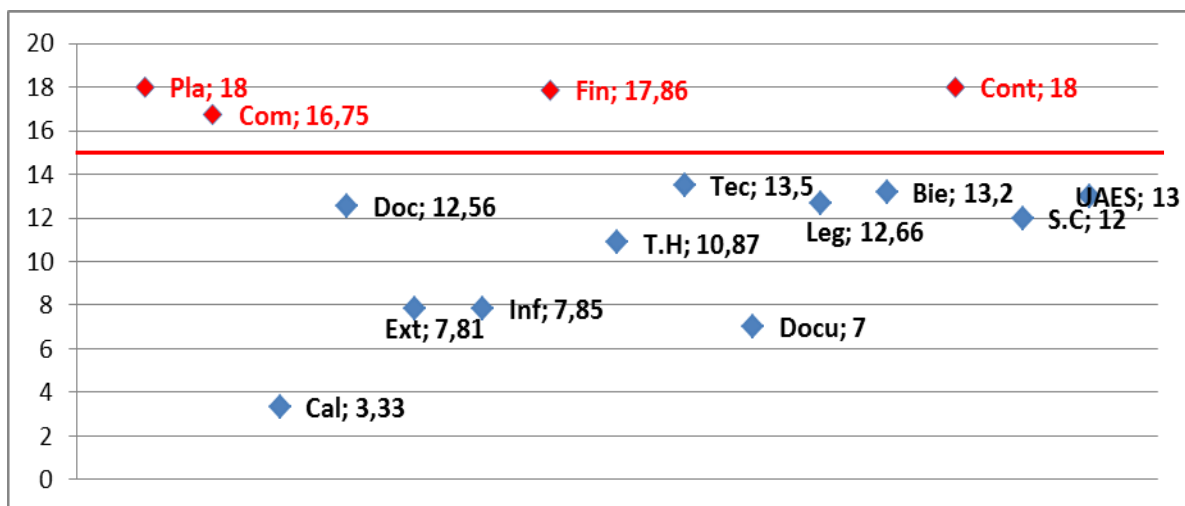 20
18
16
14
12
10
8
6
4
2
0
Pla; 18
Com; 16,75
Cal; 3,33
Doc; 12,56
Ext; 7,81
Inf; 7,85
Fin; 17,86
T.H; 10,87
Tec; 13,5
Docu; 7
Leg; 12,66
Bie; 13,2
Cont; 18
S.C; 12
UAES; 13